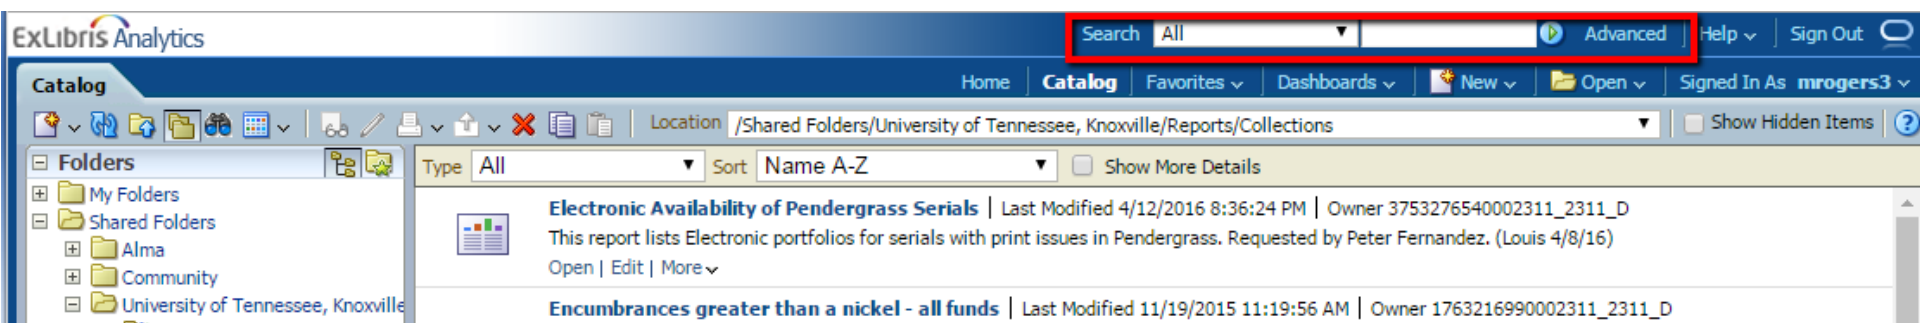 ExLibris Analytics
Search All Advanced Help Sign Out
Catalog Home Catalog Favorites Dashboards New Open Signed In As mrogers3
Location /Shared Folders/University of Tennessee, Knoxville/Reports/Collections Show Hidden Items ?
Folders Type All Sort Name A-Z Show More Details
My Folders
Shared Folders
Alma
Community
University of Tennessee, Knoxville
Electronic Availability of Pendergrass Serials | Last Modified 4/12/2016 8:36:24 PM | Owner 3753276540002311_2311_D
This report lists Electronic portfolios for serials with print issues in Pendergrass. Requested by Peter Fernandez. (Louis 4/8/16)
Open | Edit | More
Encumbrances greater than a nickel - all funds | Last Modified 11/19/2015 11:19:56 AM | Owner 1763216990002311_2311_D